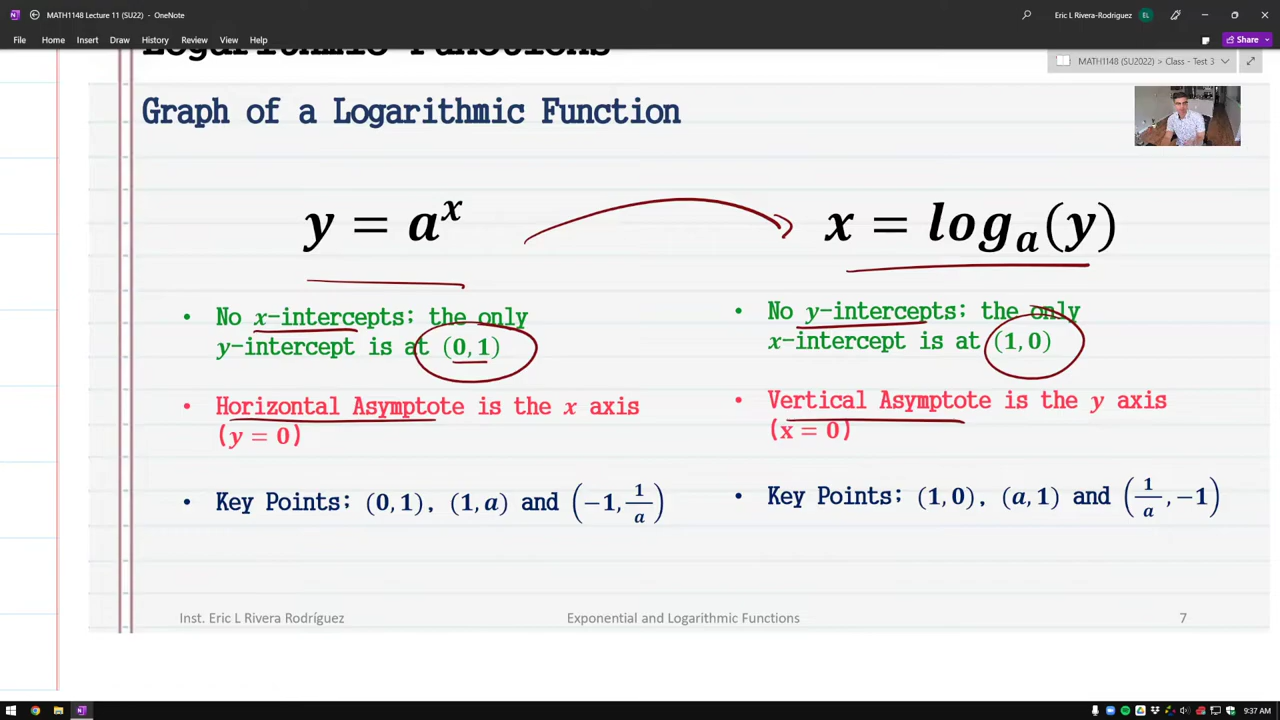 MATH1148 Lecture 11 (SU22) - OneNote
Eric L Rivera-Rodriguez
EL
File Home Insert Draw History Review View Help
Share
Logarithmic Functions
MATH1148 (SU2022) > Class - Test 3
Graph of a Logarithmic Function
y = a^x
x = log_a(y)
• No x-intercepts; the only
y-intercept is at (0, 1)
• Horizontal Asymptote is the x axis
(y = 0)
• Key Points; (0, 1), (1, a) and (−1, 1/a)
• No y-intercepts; the only
x-intercept is at (1, 0)
• Vertical Asymptote is the y axis
(x = 0)
• Key Points; (1, 0), (a, 1) and (1/a, −1)
Inst. Eric L Rivera Rodríguez
Exponential and Logarithmic Functions
7
9:37 AM